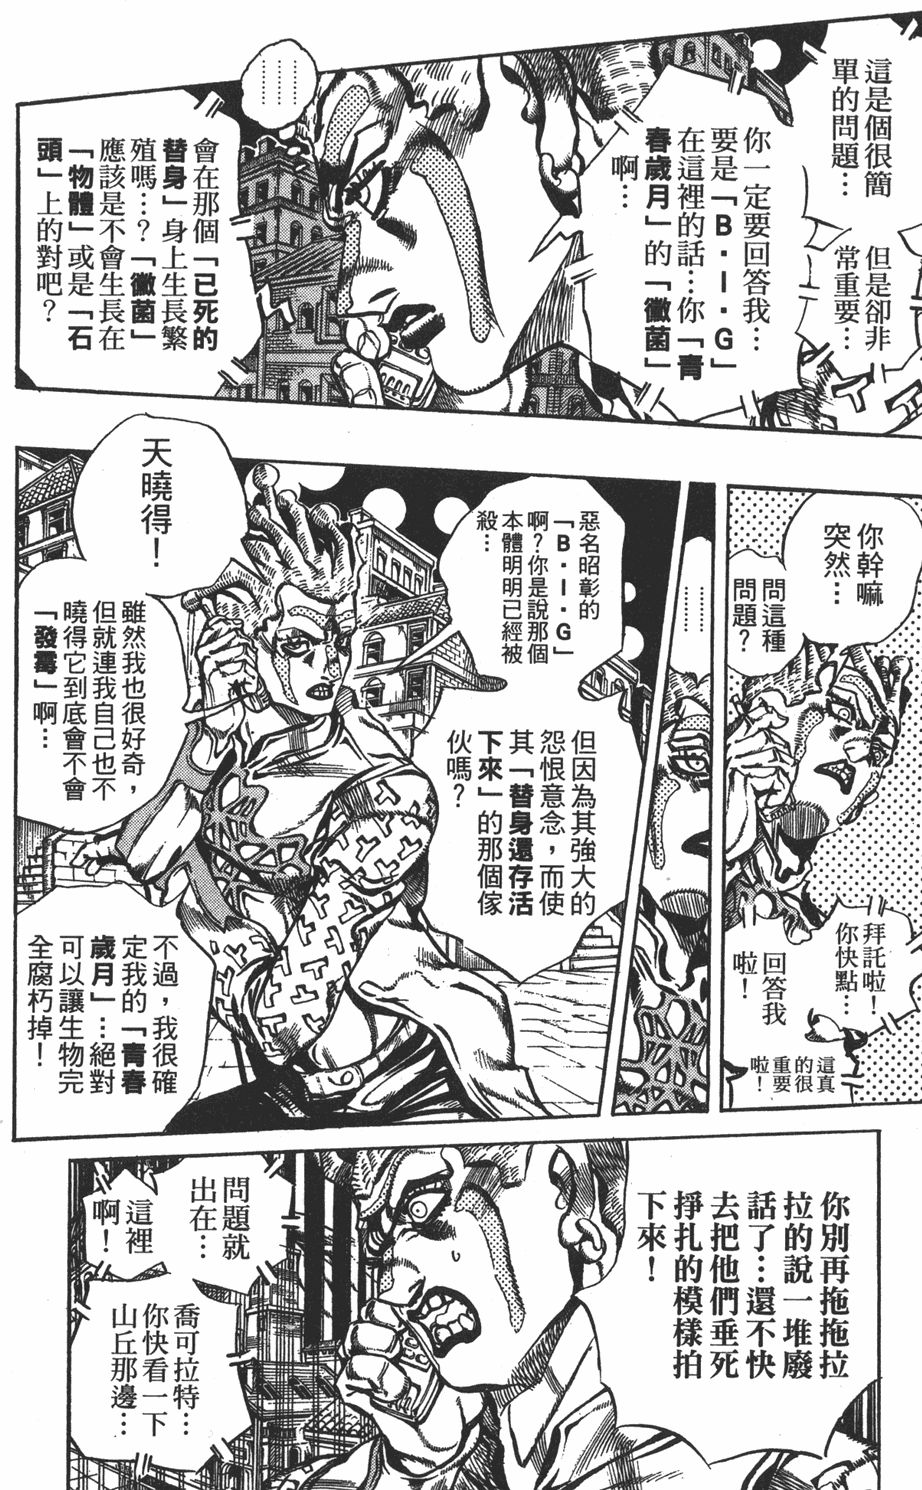 這是個很簡
單的問題…
但是卻非
常重要…
你一定要回答我…
要是「B・I・G」
在這裡的話…你「青
春歲月」的「黴菌」
啊…
會在那個「已死的
替身」身上生長繁
殖嗎…?「黴菌」
應該是不會生長在
「物體」或是「石
頭」上的對吧?
…………
你幹嘛
突然…
問這種
問題?
拜託啦!
你快點…
回答我
啦!
這真
的很
重要
啦!
…………
惡名昭彰的
「B・I・G」
啊?你是說那個
本體明明已經被
殺…
但因為其強大的
怨恨意念,而使
其「替身還存活
下來」的那個傢
伙嗎?
天曉得!
雖然我也很好奇,
但就連我自己也不
曉得它到底會不會
「發霉」啊…
不過,我很確
定我的「青春
歲月」…絕對
可以讓生物完
全腐朽掉!
你別再拖拖拉
拉的說一堆廢
話了…還不快
去把他們垂死
掙扎的模樣拍
下來!
問題就
出在…
這裡
啊!
喬可拉特…
你快看一下
山丘那邊…